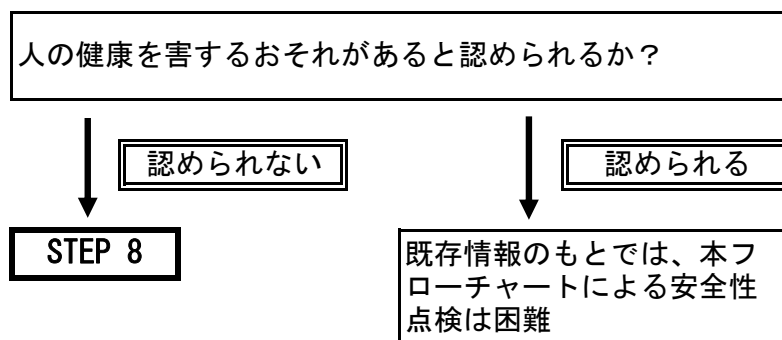 人の健康を害するおそれがあると認められるか？
認められない
認められる
STEP 8
既存情報のもとでは、本フ
ローチャートによる安全性
点検は困難